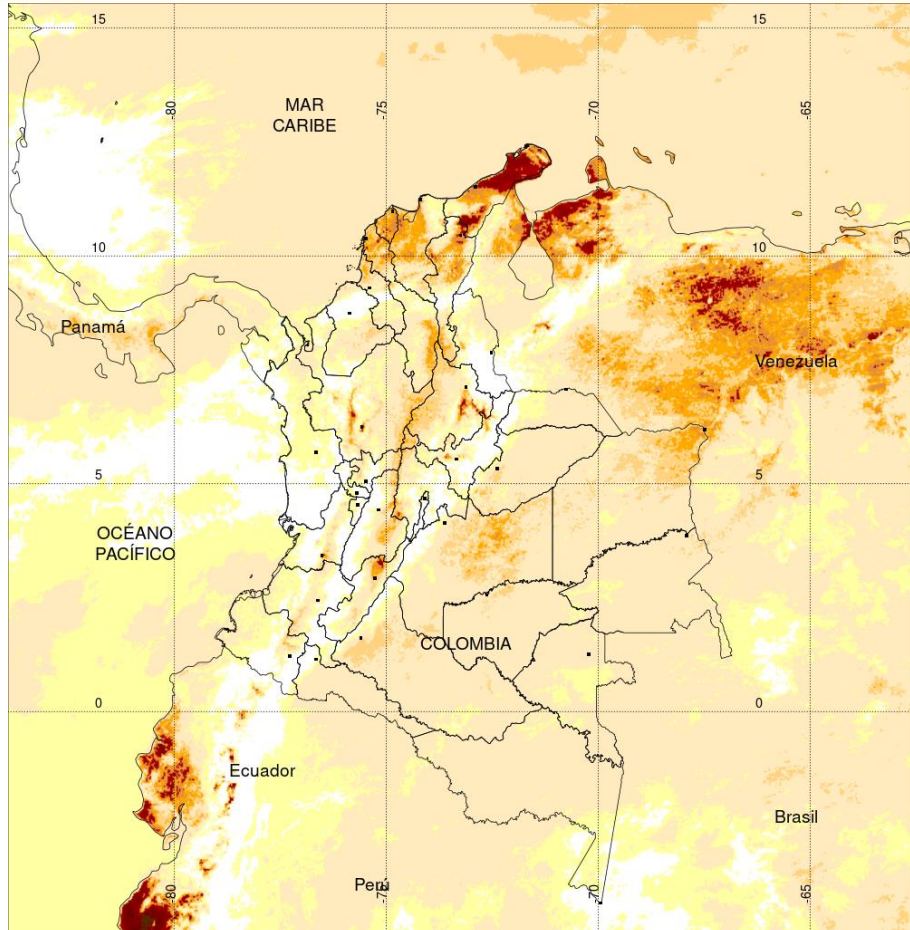 15
15
-80
-75
-70
-65
MAR
CARIBE
10
10
Panamá
Venezuela
5
5
OCÉANO
PACÍFICO
COLOMBIA
0
0
Ecuador
Brasil
Perú
-80
-75
-70
-65